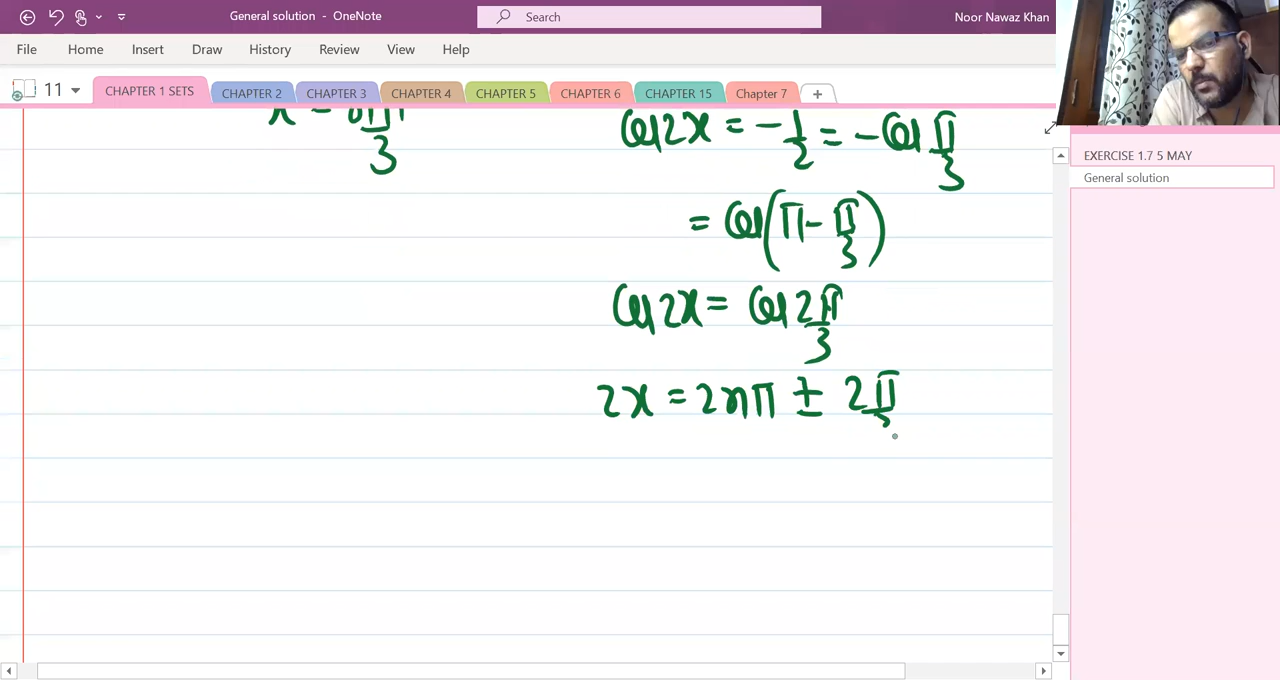 General solution - OneNote
Search
Noor Nawaz Khan
File Home Insert Draw History Review View Help
11 CHAPTER 1 SETS CHAPTER 2 CHAPTER 3 CHAPTER 4 CHAPTER 5 CHAPTER 6 CHAPTER 15 Chapter 7 +
EXERCISE 1.7 5 MAY
General solution
Cos 2x = -1/2 = -Cos π/3
= Cos(π - π/3)
Cos 2x = Cos 2π/3
2x = 2nπ ± 2π/3